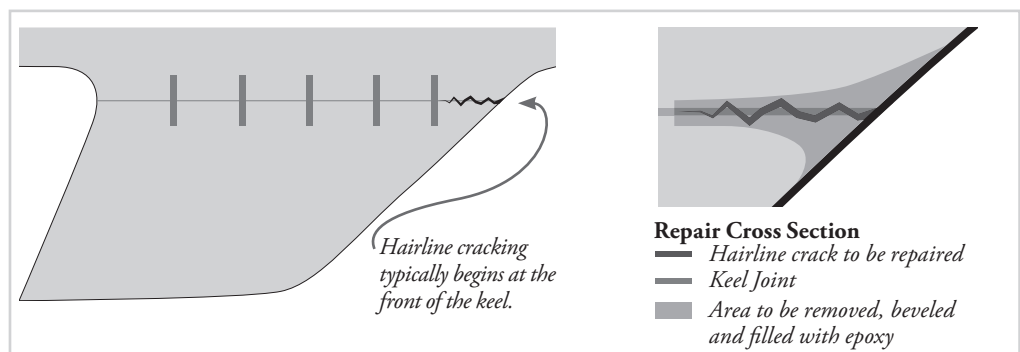 Hairline cracking
typically begins at the
front of the keel.
Repair Cross Section
Hairline crack to be repaired
Keel Joint
Area to be removed, beveled
and filled with epoxy